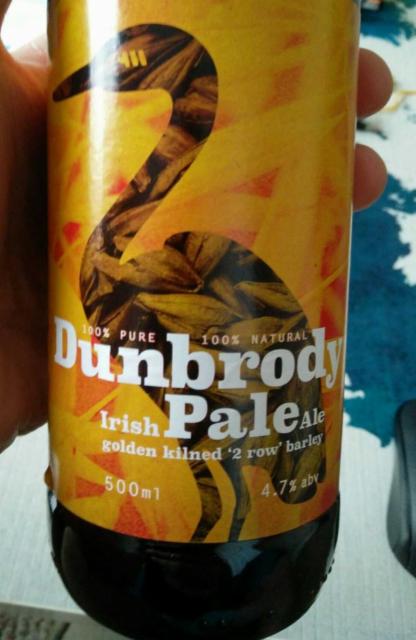 100% PURE 100% NATURAL
Dunbrody
Irish Pale Ale
golden kilned '2 row' barley
500ml 4.7% abv